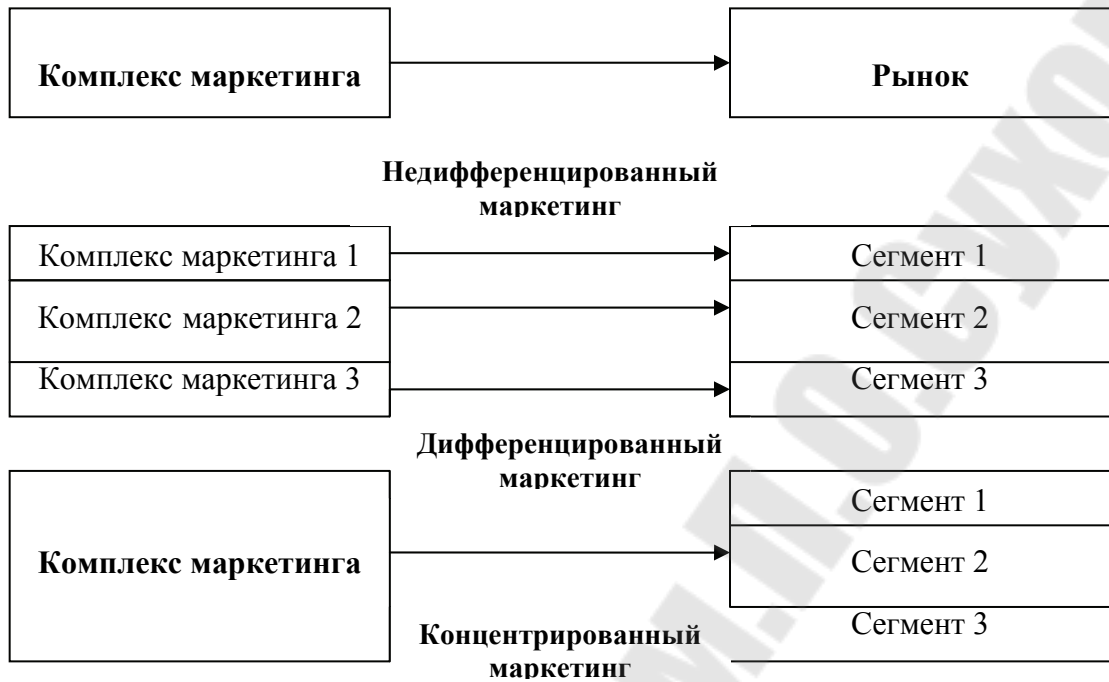 Комплекс маркетинга
Рынок
Недифференцированный
маркетинг
Комплекс маркетинга 1
Сегмент 1
Комплекс маркетинга 2
Сегмент 2
Комплекс маркетинга 3
Сегмент 3
Дифференцированный
маркетинг
Комплекс маркетинга
Сегмент 1
Сегмент 2
Сегмент 3
Концентрированный
маркетинг